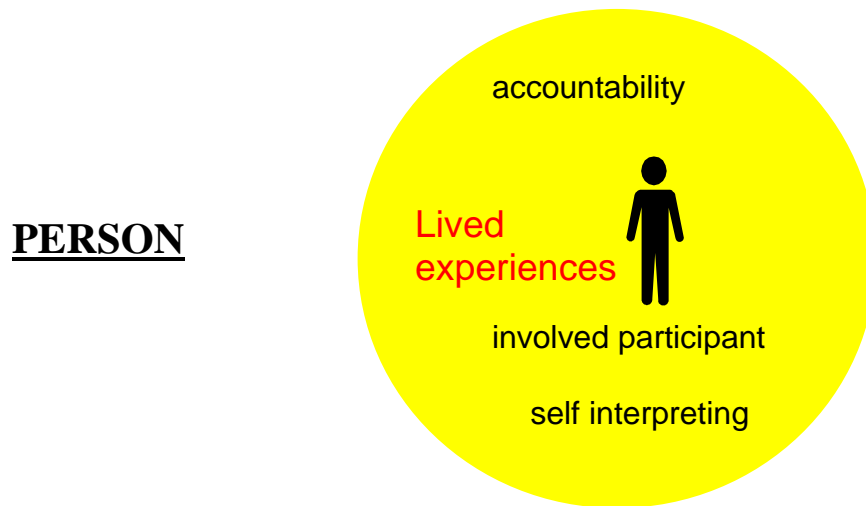 accountability
PERSON
Lived
experiences
involved participant
self interpreting